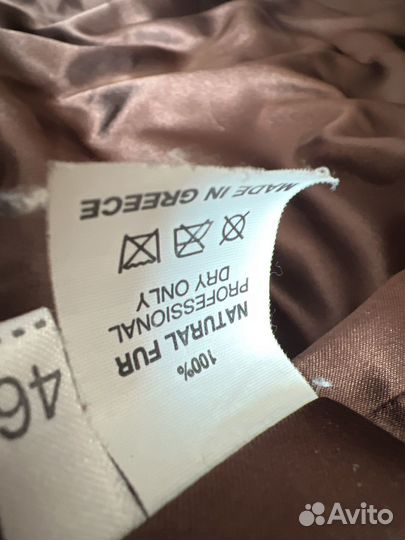 100%
NATURAL FUR
PROFESSIONAL
DRY ONLY
MADE IN GREECE
46
Avito